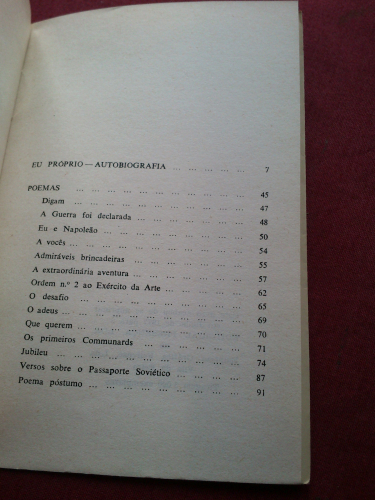 EU PRÓPRIO — AUTOBIOGRAFIA ... ... ... ... ... 7
POEMAS ... ... ... ... ... ... ... ... ... ... ... 45
Digam ... ... ... ... ... ... ... ... ... ... 47
A Guerra foi declarada ... ... ... ... ... ... ... 48
Eu e Napoleão ... ... ... ... ... ... ... ... 50
A vocês ... ... ... ... ... ... ... ... ... ... 54
Admiráveis brincadeiras ... ... ... ... ... ... ... 55
A extraordinária aventura ... ... ... ... ... ... 57
Ordem n.º 2 ao Exército da Arte ... ... ... ... ... 62
O desafio ... ... ... ... ... ... ... ... ... 65
O adeus ... ... ... ... ... ... ... ... ... ... 69
Que querem ... ... ... ... ... ... ... ... ... 70
Os primeiros Communards ... ... ... ... ... ... 71
Jubileu ... ... ... ... ... ... ... ... ... ... 74
Versos sobre o Passaporte Soviético ... ... ... ... 87
Poema póstumo ... ... ... ... ... ... ... ... 91